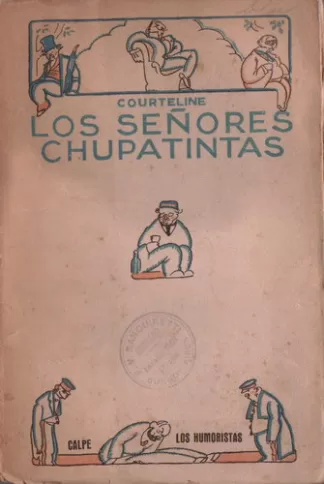 COURTELINE
LOS SEÑORES
CHUPATINTAS
CALPE
LOS HUMORISTAS